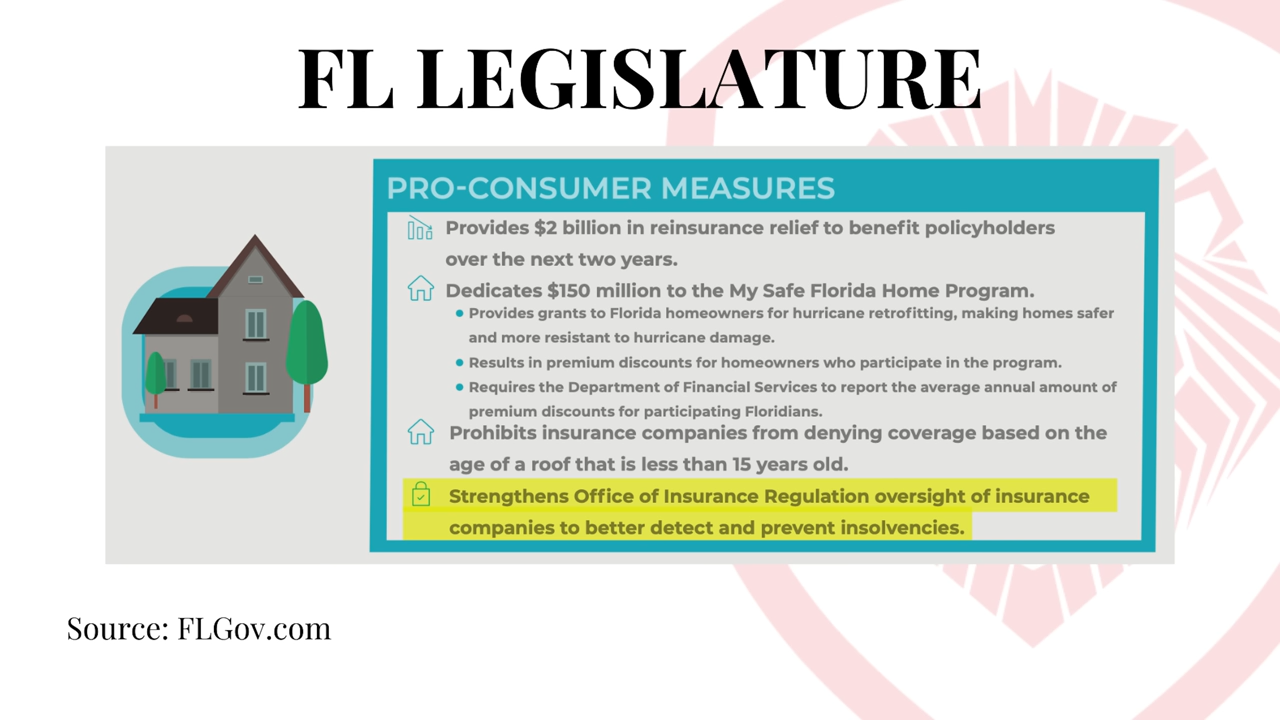 FL LEGISLATURE
PRO-CONSUMER MEASURES
Provides $2 billion in reinsurance relief to benefit policyholders
over the next two years.
Dedicates $150 million to the My Safe Florida Home Program.
Provides grants to Florida homeowners for hurricane retrofitting, making homes safer
and more resistant to hurricane damage.
Results in premium discounts for homeowners who participate in the program.
Requires the Department of Financial Services to report the average annual amount of
premium discounts for participating Floridians.
Prohibits insurance companies from denying coverage based on the
age of a roof that is less than 15 years old.
Strengthens Office of Insurance Regulation oversight of insurance
companies to better detect and prevent insolvencies.
Source: FLGov.com